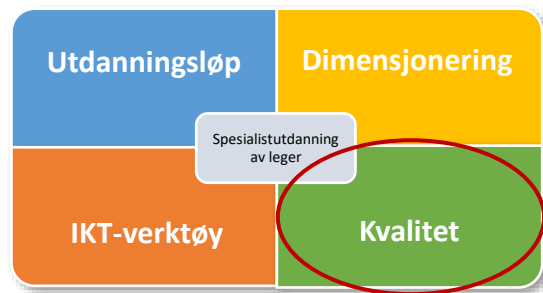 Utdanningsløp
Dimensjonering
Spesialistutdanning
av leger
IKT-verktøy
Kvalitet